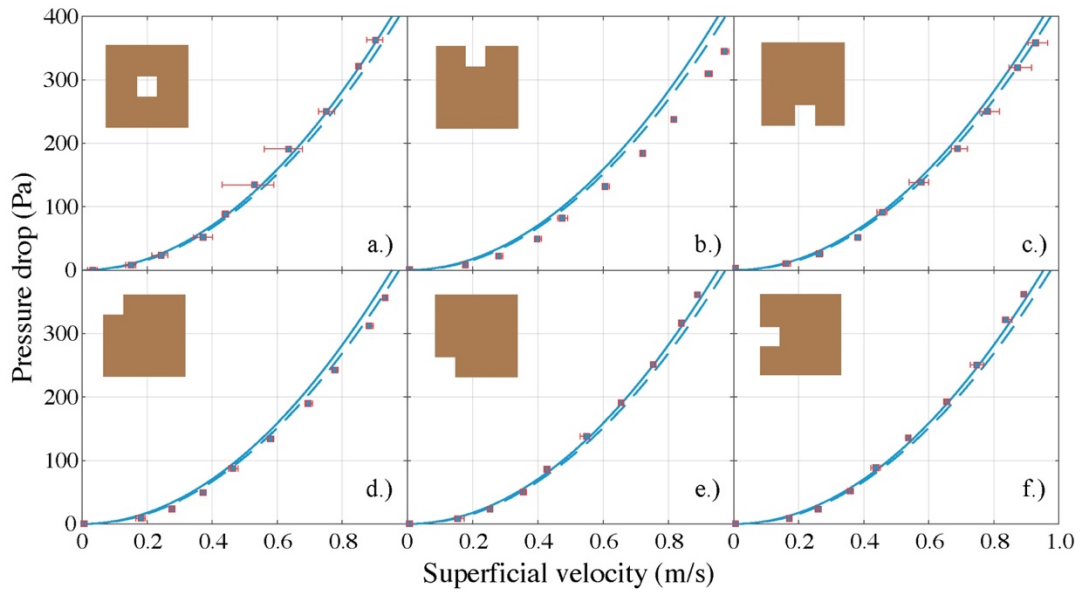 400
300
200
100
0
a.)
b.)
c.)
300
200
100
0
d.)
e.)
f.)
0 0.2 0.4 0.6 0.8 0 0.2 0.4 0.6 0.8 0 0.2 0.4 0.6 0.8 1.0
Pressure drop (Pa)
Superficial velocity (m/s)